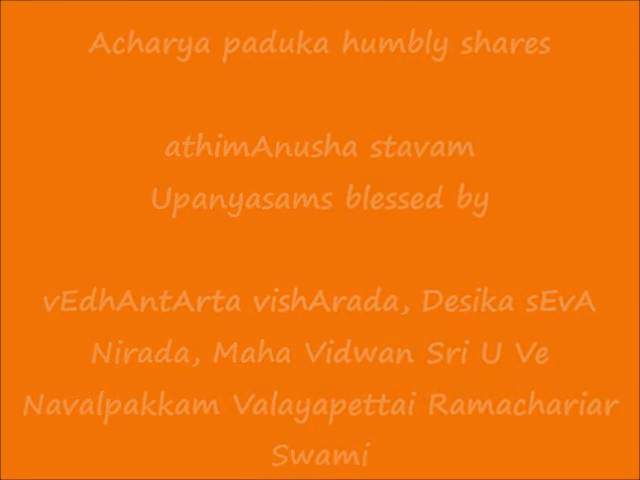 Acharya paduka humbly shares
athimAnusha stavam
Upanyasams blessed by
vEdhAntArta vishArada, Desika sEvA
Nirada, Maha Vidwan Sri U Ve
Navalpakkam Valayapettai Ramachariar
Swami